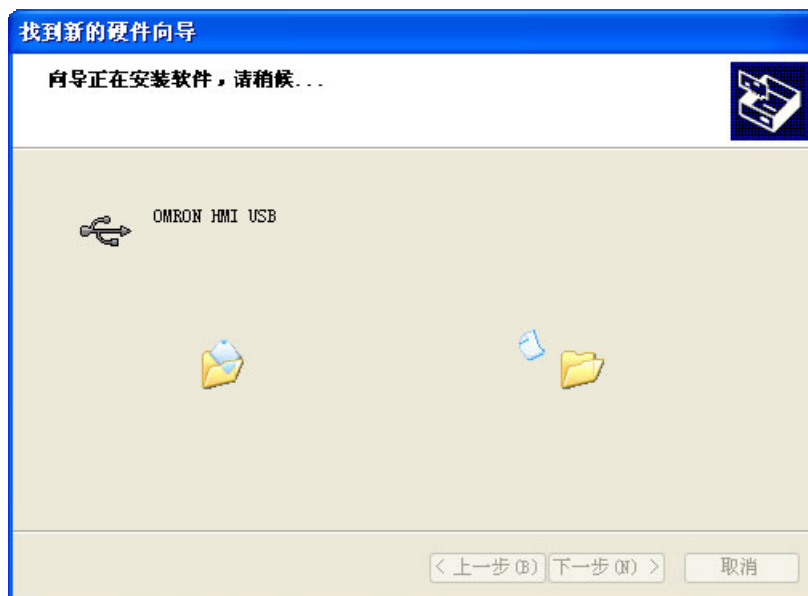 找到新的硬件向导
向导正在安装软件，请稍候...
OMRON HMI USB
< 上一步(B) 下一步(N) > 取消